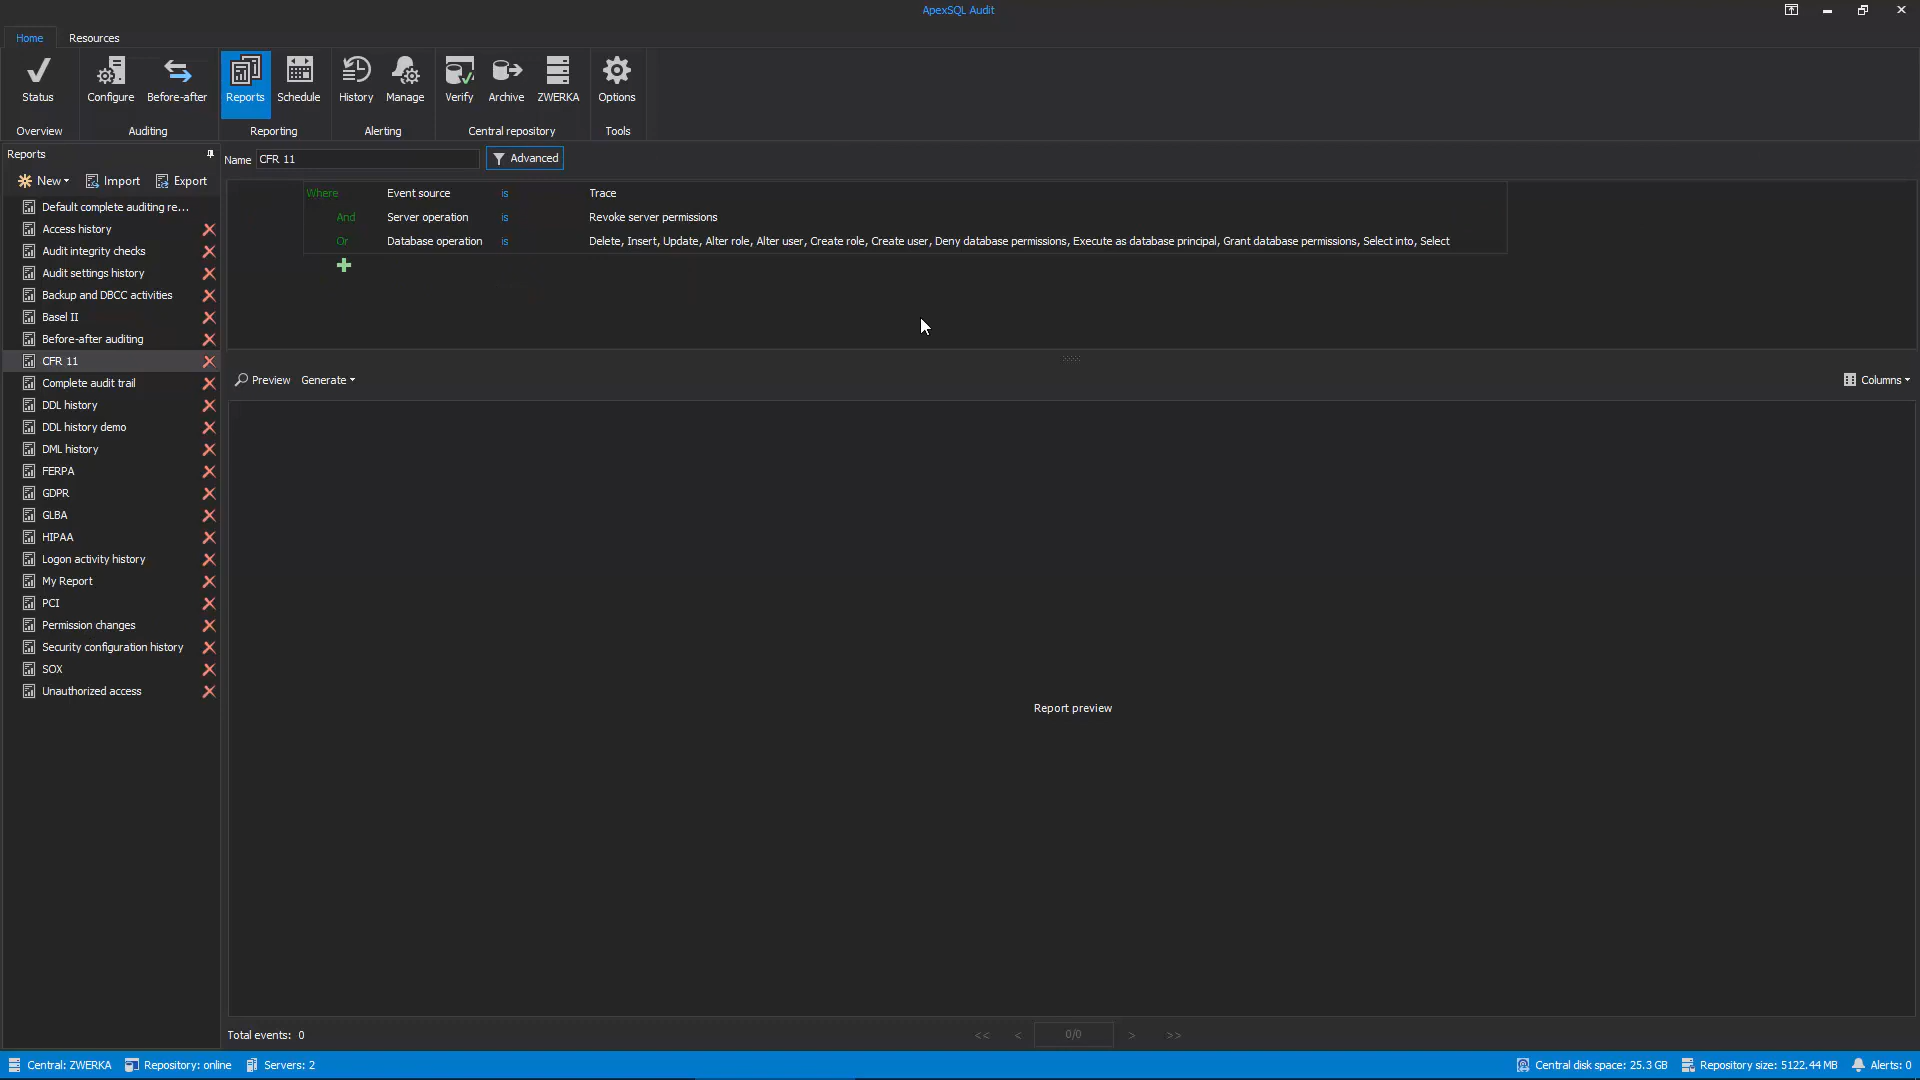 ApexSQL Audit
Home Resources
Status Configure Before-after Reports Schedule History Manage Verify Archive ZWERKA Options
Overview Auditing Reporting Alerting Central repository Tools
Reports
New Import Export
Default complete auditing re...
Access history
Audit integrity checks
Audit settings history
Backup and DBCC activities
Basel II
Before-after auditing
CFR 11
Complete audit trail
DDL history
DDL history demo
DML history
FERPA
GDPR
GLBA
HIPAA
Logon activity history
My Report
PCI
Permission changes
Security configuration history
SOX
Unauthorized access
Name CFR 11 Advanced
Where Event source is Trace
And Server operation is Revoke server permissions
Or Database operation is Delete, Insert, Update, Alter role, Alter user, Create role, Create user, Deny database permissions, Execute as database principal, Grant database permissions, Select into, Select
Preview Generate Columns
Report preview
Total events: 0 << < 0/0 > >>
Central: ZWERKA Repository: online Servers: 2 Central disk space: 25.3 GB Repository size: 5122.44 MB Alerts: 0